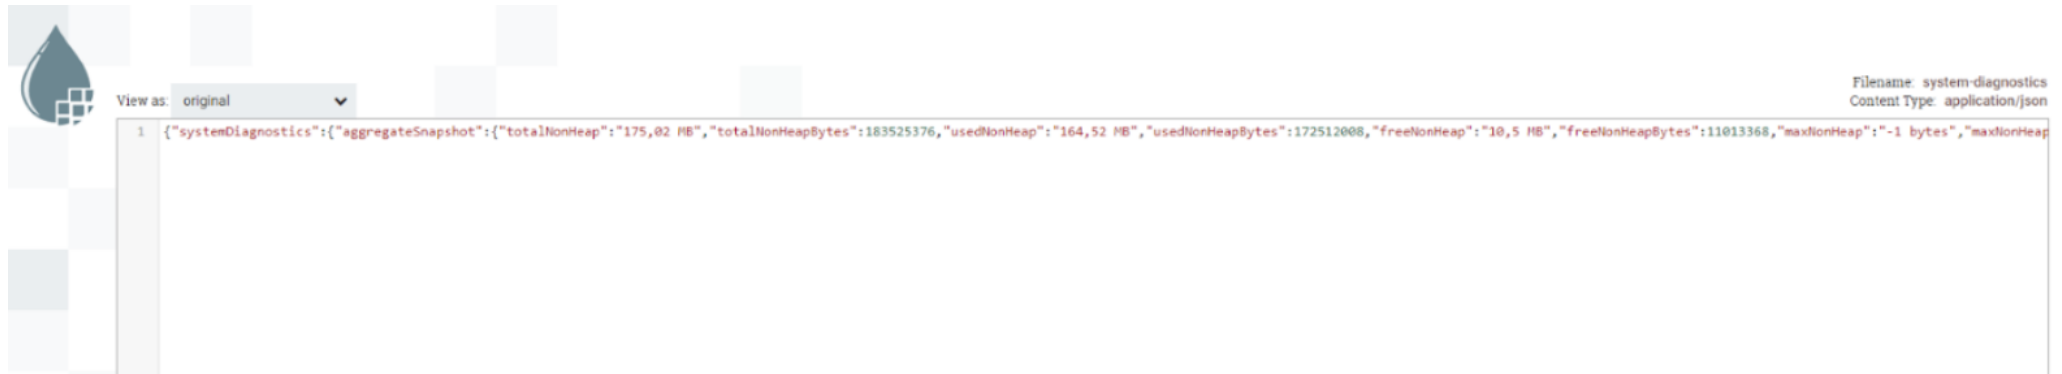 Filename: system-diagnostics
View as: original
Content Type: application/json
1 {"systemDiagnostics":{"aggregateSnapshot":{"totalNonHeap":"175,02 MB","totalNonHeapBytes":183525376,"usedNonHeap":"164,52 MB","usedNonHeapBytes":172512008,"freeNonHeap":"10,5 MB","freeNonHeapBytes":11013368,"maxNonHeap":"-1 bytes","maxNonHeap